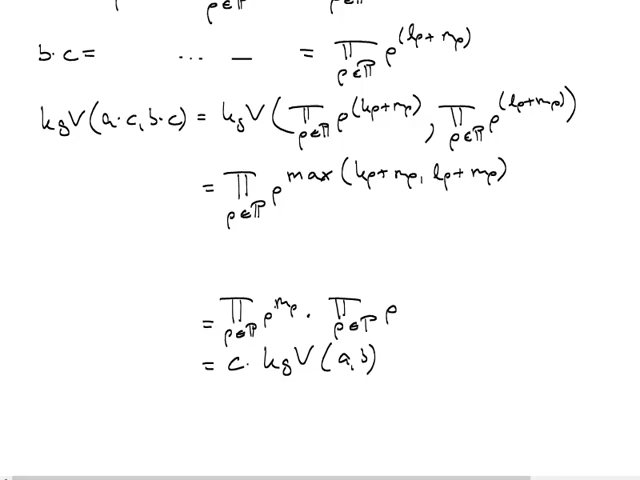 p∈ℙ p∈ℙ p∈ℙ
b·c = ... — = ∏_{p∈ℙ} p^{(l_p+m_p)}
kgV(a·c, b·c) = kgV(∏_{p∈ℙ} p^{(k_p+m_p)}, ∏_{p∈ℙ} p^{(l_p+m_p)})
= ∏_{p∈ℙ} p^{max(k_p+m_p, l_p+m_p)}
= ∏_{p∈ℙ} p^{m_p} · ∏_{p∈ℙ} p
= c · kgV(a,b)